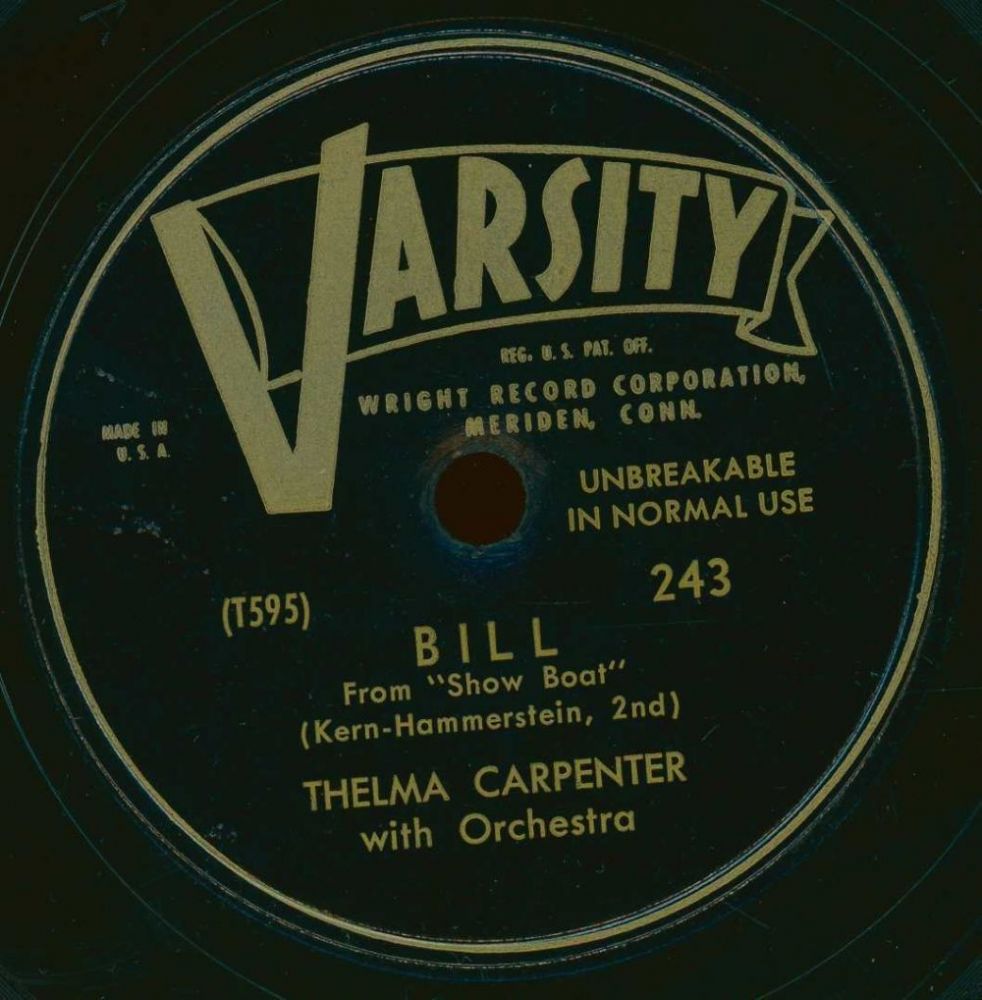 VARSITY
REG. U. S. PAT. OFF.
WRIGHT RECORD CORPORATION,
MERIDEN, CONN.
MADE IN
U. S. A.
UNBREAKABLE
IN NORMAL USE
243
(T595)
BILL
From "Show Boat"
(Kern-Hammerstein, 2nd)
THELMA CARPENTER
with Orchestra